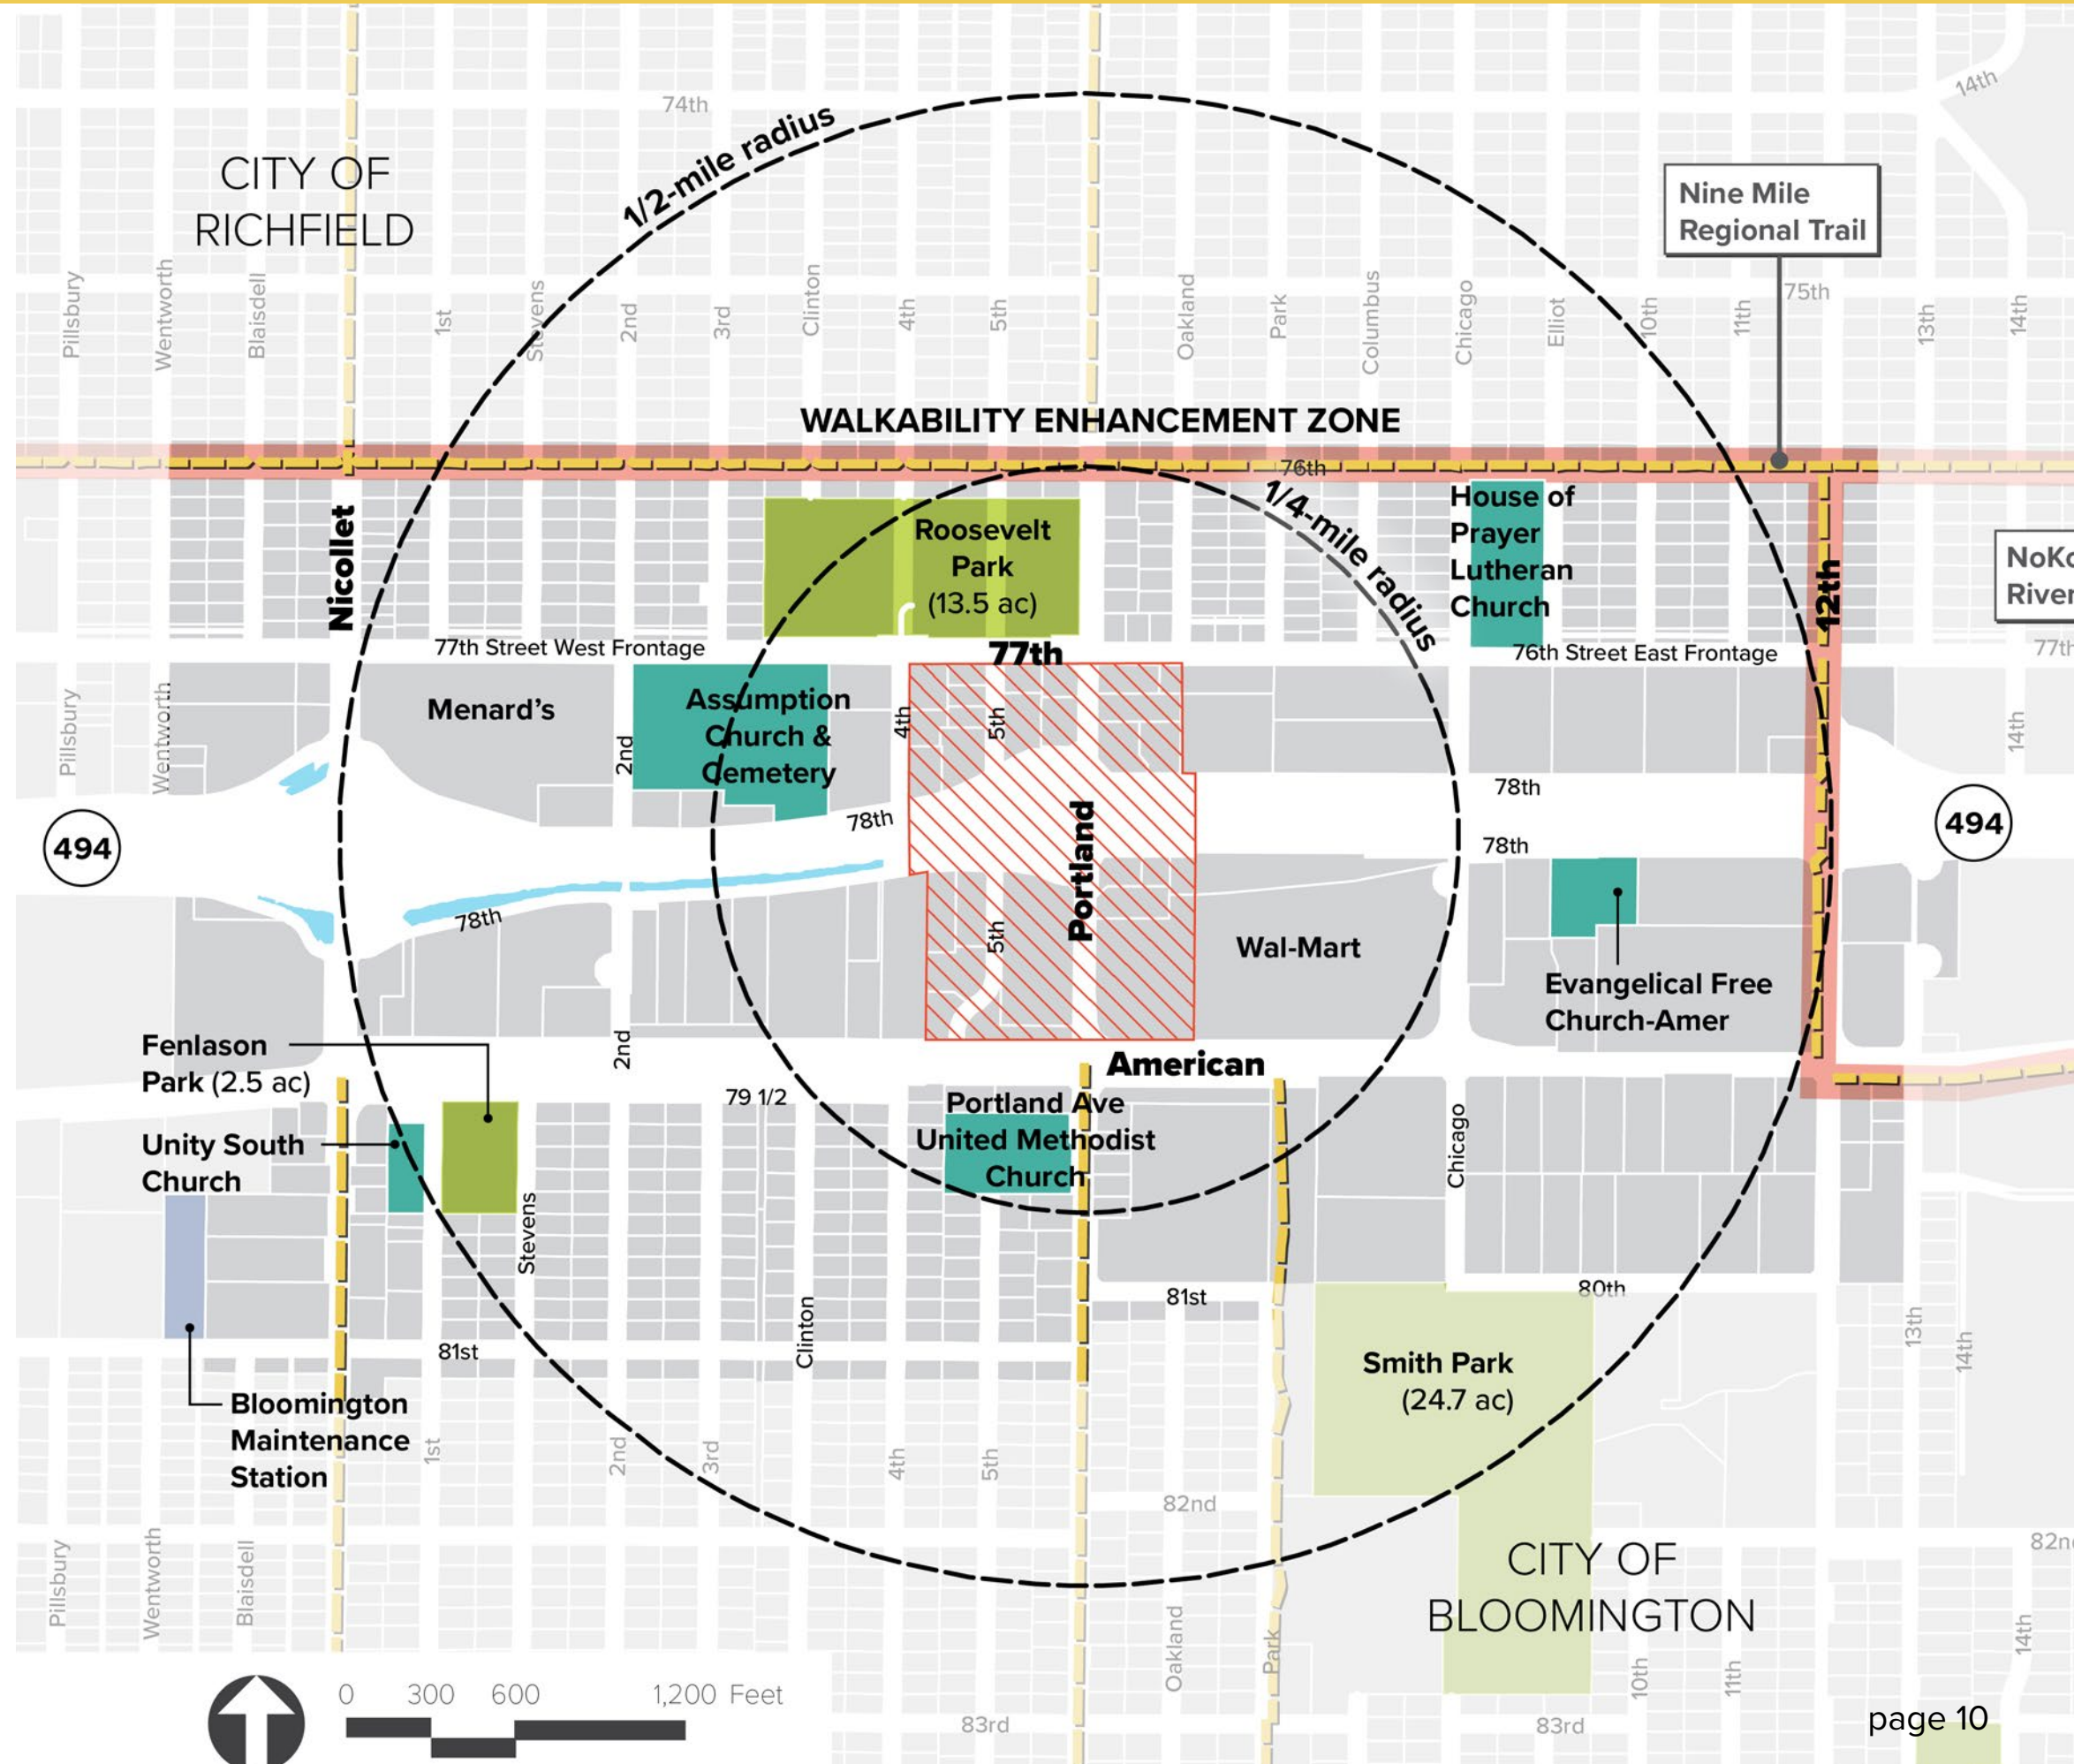 74th
14th
1/2-mile radius
CITY OF
RICHFIELD
Nine Mile
Regional Trail
75th
Pillsbury
Wentworth
Blaisdell
1st
Stevens
2nd
3rd
Clinton
4th
5th
Oakland
Park
Columbus
Chicago
Elliot
10th
11th
13th
14th
WALKABILITY ENHANCEMENT ZONE
76th
1/4-mile radius
Nicollet
Roosevelt
Park
(13.5 ac)
House of
Prayer
Lutheran
Church
12th
River
77th Street West Frontage
77th
76th Street East Frontage
77th
Pillsbury
Wentworth
Menard's
2nd
Assumption
Church &
Cemetery
4th
5th
14th
78th
78th
78th
494
494
Portland
78th
5th
Wal-Mart
Evangelical Free
Church-Amer
Fenlason
Park (2.5 ac)
2nd
American
79 1/2
Unity South
Church
Portland Ave
United Methodist
Church
Chicago
Stevens
81st
80th
Clinton
13th
14th
81st
Smith Park
(24.7 ac)
Bloomington
Maintenance
Station
1st
2nd
3rd
4th
5th
82nd
82n
Pillsbury
Wentworth
Blaisdell
CITY OF
BLOOMINGTON
Oakland
Park
10th
11th
14th
0 300 600 1,200 Feet
83rd
83rd
page 10